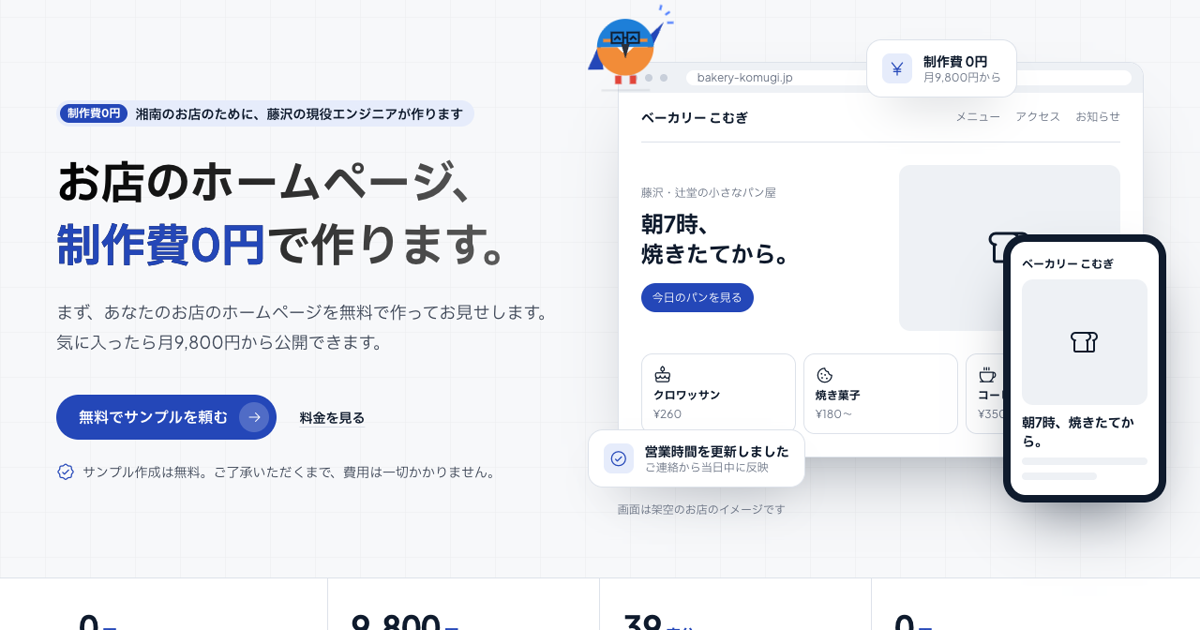 制作費0円 湘南のお店のために、藤沢の現役エンジニアが作ります
お店のホームページ、
制作費0円で作ります。
まず、あなたのお店のホームページを無料で作ってお見せします。
気に入ったら月9,800円から公開できます。
無料でサンプルを頼む → 料金を見る
サンプル作成は無料。ご了承いただくまで、費用は一切かかりません。
bakery-komugi.jp
¥ 制作費 0円
月9,800円から
ベーカリー こむぎ メニュー アクセス お知らせ
藤沢・辻堂の小さなパン屋
朝7時、
焼きたてから。
今日のパンを見る
クロワッサン
¥260
焼き菓子
¥180〜
コー
¥350
ベーカリー こむぎ
朝7時、焼きたてか
ら。
営業時間を更新しました
ご連絡から当日中に反映
画面は架空のお店のイメージです
0 9,800 39 0